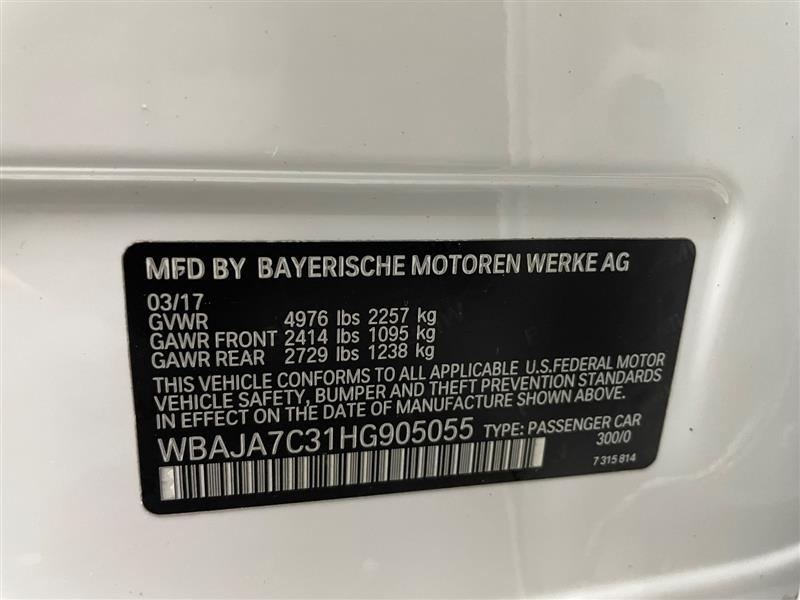 MFD BY BAYERISCHE MOTOREN WERKE AG
03/17
GVWR 4976 lbs 2257 kg
GAWR FRONT 2414 lbs 1095 kg
GAWR REAR 2729 lbs 1238 kg
THIS VEHICLE CONFORMS TO ALL APPLICABLE U.S.FEDERAL MOTOR
VEHICLE SAFETY, BUMPER AND THEFT PREVENTION STANDARDS
IN EFFECT ON THE DATE OF MANUFACTURE SHOWN ABOVE.
WBAJA7C31HG905055 TYPE: PASSENGER CAR
300/0
7 315 814